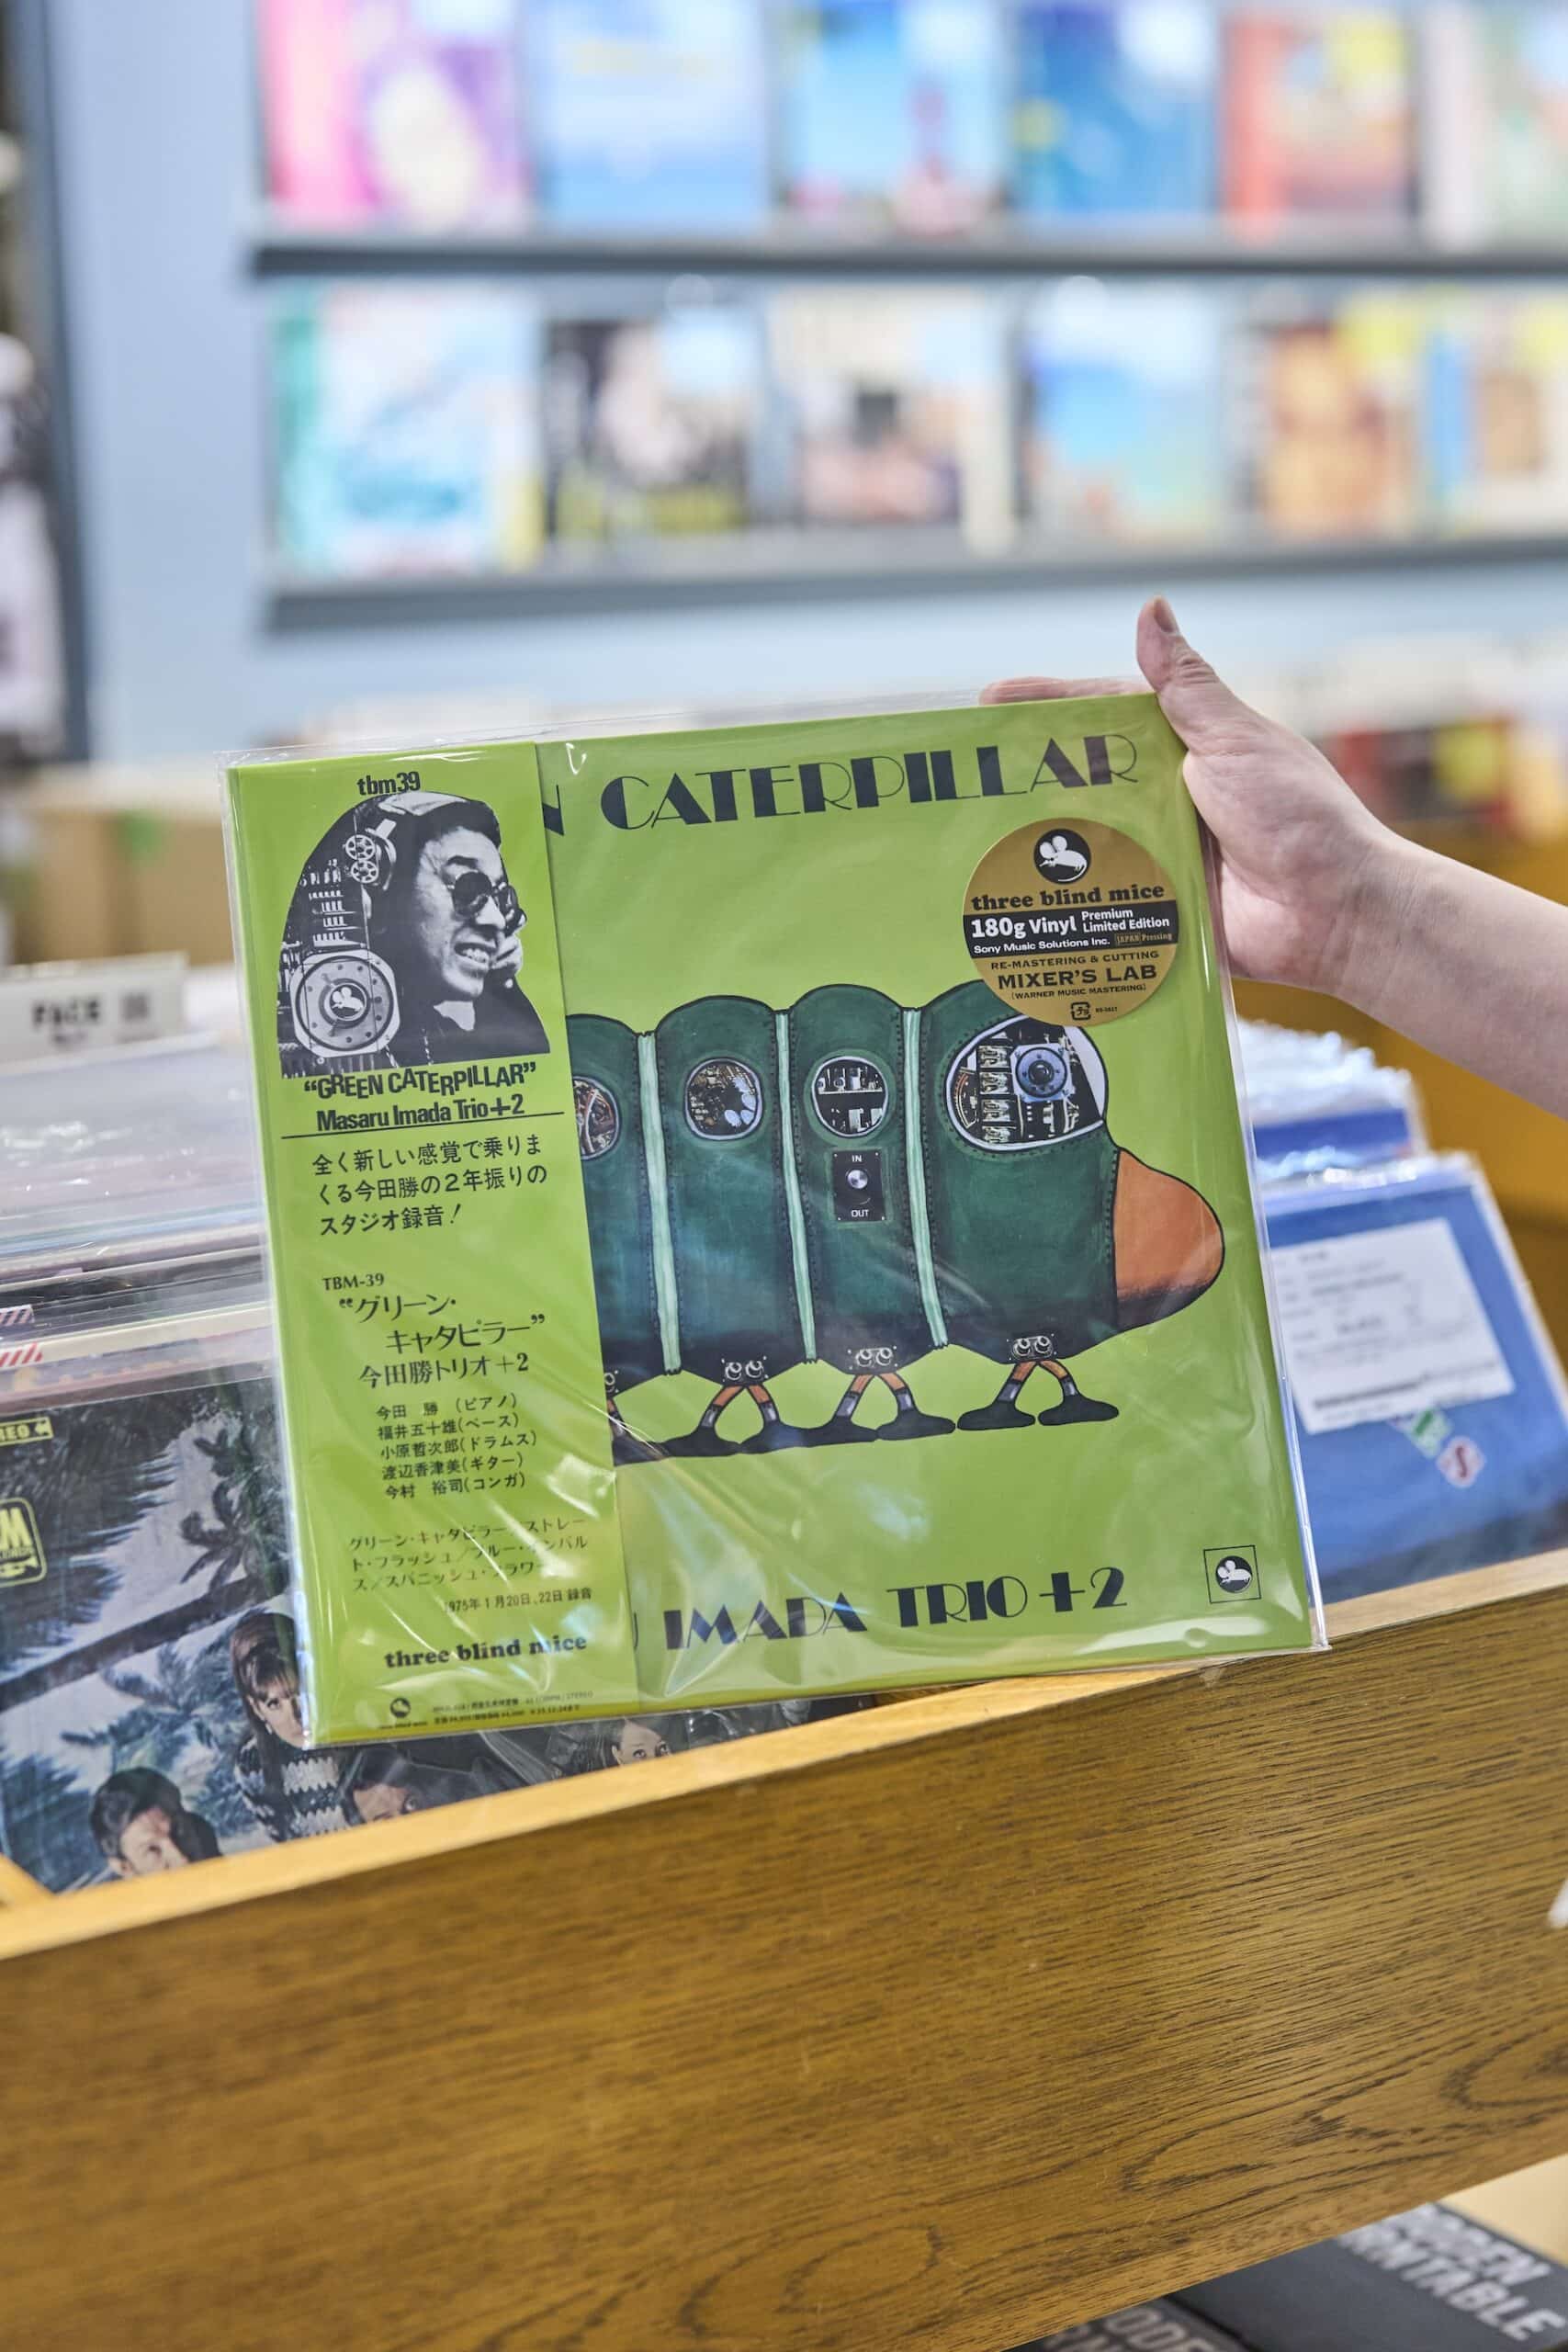 tbm39
"GREEN CATERPILLAR"
Masaru Imada Trio+2
全く新しい感覚で乗りま
くる今田勝の2年振りの
スタジオ録音!
TBM-39
"グリーン・
キャタピラー"
今田勝トリオ+2
今田 勝 (ピアノ)
福井五十雄(ベース)
小原哲次郎(ドラムス)
渡辺香津美(ギター)
今村 裕司(コンガ)
グリーン・キャタピラー/ストレー
ト・フラッシュ/ブルー・インパル
ス/スパニッシュ・フラワー
1975年1月20日、22日 録音
three blind mice
N CATERPILLAR
three blind mice
180g Vinyl Premium Limited Edition
Sony Music Solutions Inc. JAPAN Pressing
RE-MASTERING & CUTTING
MIXER'S LAB
[WARNER MUSIC MASTERING]
IN
OUT
IMADA TRIO +2
FACE